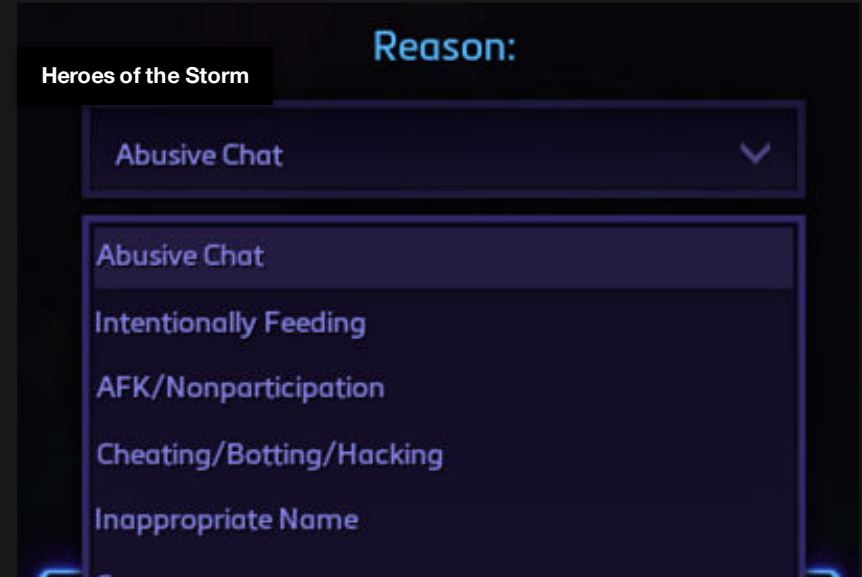 Reason:
Heroes of the Storm
Abusive Chat
Abusive Chat
Intentionally Feeding
AFK/Nonparticipation
Cheating/Botting/Hacking
Inappropriate Name